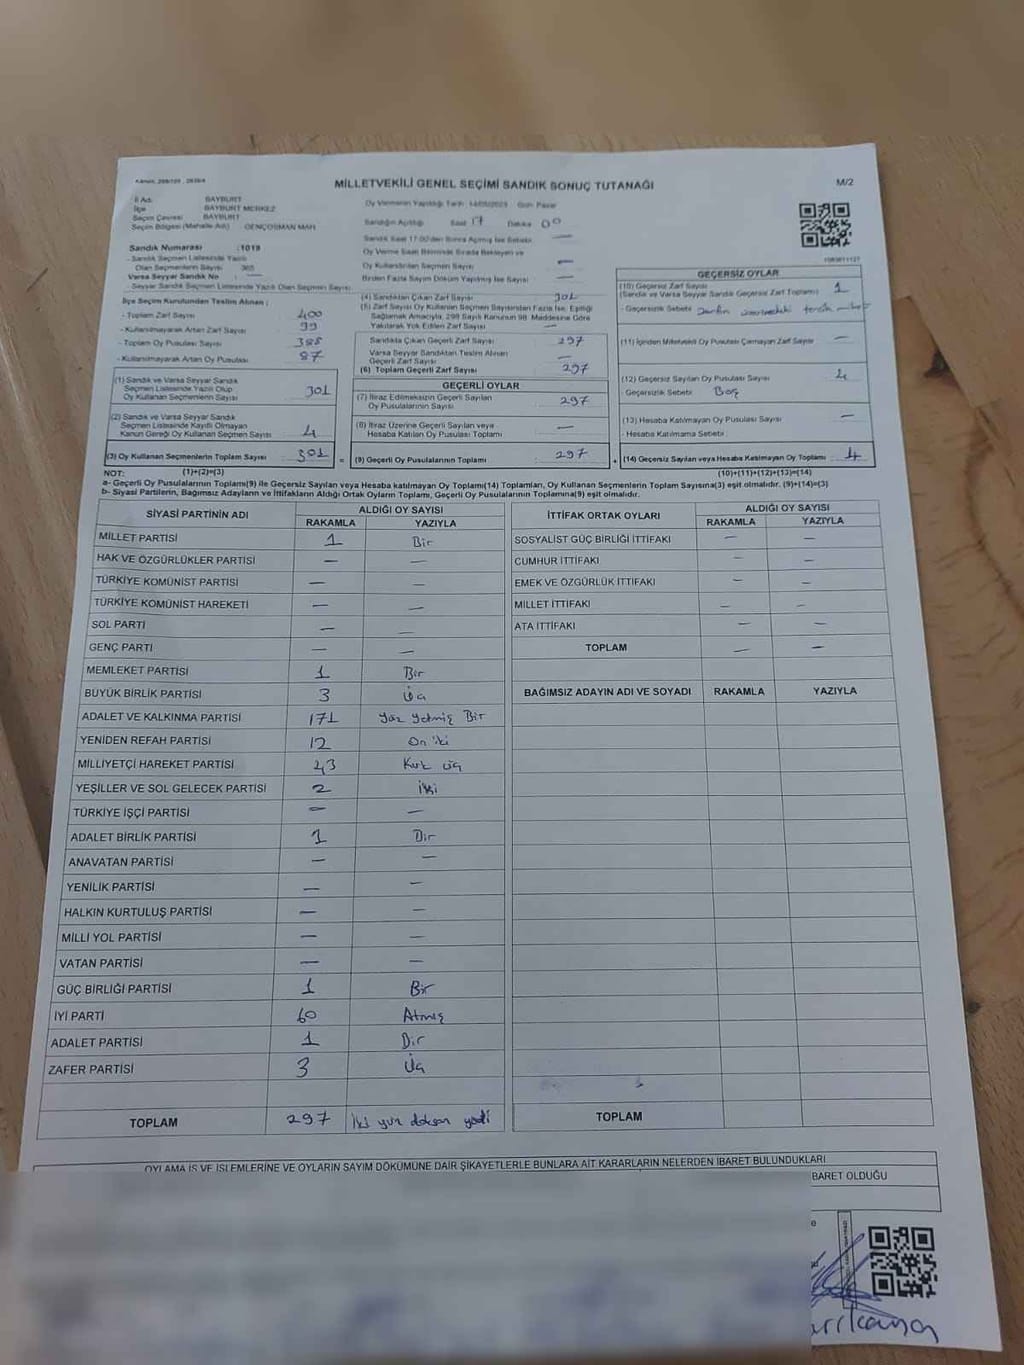 MİLLETVEKİLİ GENEL SEÇİMİ SANDIK SONUÇ TUTANAĞI
M/2
İl Adı BAYBURT
İlçe BAYBURT MERKEZ
Seçim Çevresi BAYBURT
Seçim Bölgesi (Mahalle Adı) GENÇOSMAN MAH.
Sandık Numarası :1019
- Sandık Seçmen Listesinde Yazılı
Olan Seçmenlerin Sayısı 365
Varsa Seyyar Sandık No : —
- Seyyar Sandık Seçmen Listesinde Yazılı Olan Seçmen Sayısı:
Oy Vermenin Yapıldığı Tarih: 14/05/2023 Gün: Pazar
Sandığın Açıldığı Saat 17 Dakika 00
Sandık Saat 17:00'den Sonra Açılmış İse Sebebi: —
Oy Verme Saati Bitiminde Sırada Bekleyen ve
Oy Kullandırılan Seçmen Sayısı —
Birden Fazla Sayım Döküm Yapılmış İse Sayısı —
İlçe Seçim Kurulundan Teslim Alınan :
- Toplam Zarf Sayısı 400
- Kullanılmayarak Artan Zarf Sayısı 99
- Toplam Oy Pusulası Sayısı 388
- Kullanılmayarak Artan Oy Pusulası 87
(1) Sandık ve Varsa Seyyar Sandık
Seçmen Listesinde Yazılı Olup
Oy Kullanan Seçmenlerin Sayısı 301
(2) Sandık ve Varsa Seyyar Sandık
Seçmen Listesinde Kayıtlı Olmayan
Kanun Gereği Oy Kullanan Seçmen Sayısı
(3) Oy Kullanan Seçmenlerin Toplam Sayısı 301
(1)+(2)=(3)
(4) Sandıktan Çıkan Zarf Sayısı 301
(5) Zarf Sayısı Oy Kullanan Seçmen Sayısından Fazla İse, Eşitliği
Sağlamak Amacıyla, 298 Sayılı Kanunun 98. Maddesine Göre
Yakılarak Yok Edilen Zarf Sayısı —
Sandıkta Çıkan Geçerli Zarf Sayısı 297
Varsa Seyyar Sandıktan Teslim Alınan
Geçerli Zarf Sayısı —
(6) Toplam Geçerli Zarf Sayısı 297
GEÇERLİ OYLAR
(7) İtiraz Edilmeksizin Geçerli Sayılan
Oy Pusulalarının Sayısı 297
(8) İtiraz Üzerine Geçerli Sayılan veya
Hesaba Katılan Oy Pusulaları Toplamı —
= (9) Geçerli Oy Pusulalarının Toplamı 297
GEÇERSİZ OYLAR
(10) Geçersiz Zarf Sayısı
(Sandık ve Varsa Seyyar Sandık Geçersiz Zarf Toplamı) 1
- Geçersizlik Sebebi: zarfın üzerindeki tercih
(11) İçinden Milletvekili Oy Pusulası Çıkmayan Zarf Sayısı —
(12) Geçersiz Sayılan Oy Pusulası Sayısı
Geçersizlik Sebebi: Boş
(13) Hesaba Katılmayan Oy Pusulası Sayısı —
- Hesaba Katılmama Sebebi:
+ (14) Geçersiz Sayılan veya Hesaba Katılmayan Oy Toplamı 4
(10)+(11)+(12)+(13)=(14)
NOT:
a- Geçerli Oy Pusulalarının Toplamı(9) ile Geçersiz Sayılan veya Hesaba katılmayan Oy Toplamı(14) Toplamları, Oy Kullanan Seçmenlerin Toplam Sayısına(3) eşit olmalıdır. (9)+(14)=(3)
b- Siyasi Partilerin, Bağımsız Adayların ve İttifakların Aldığı Ortak Oyların Toplamı, Geçerli Oy Pusulalarının Toplamına(9) eşit olmalıdır.
SİYASİ PARTİNİN ADI ALDIĞI OY SAYISI
RAKAMLA YAZIYLA
MİLLET PARTİSİ 1 Bir
HAK VE ÖZGÜRLÜKLER PARTİSİ — —
TÜRKİYE KOMÜNİST PARTİSİ — —
TÜRKİYE KOMÜNİST HAREKETİ — —
SOL PARTİ — —
GENÇ PARTİ — —
MEMLEKET PARTİSİ 1 Bir
BÜYÜK BİRLİK PARTİSİ 3 üç
ADALET VE KALKINMA PARTİSİ 171 Yüz Yetmiş Bir
YENİDEN REFAH PARTİSİ 12 On iki
MİLLİYETÇİ HAREKET PARTİSİ 43 Kırk üç
YEŞİLLER VE SOL GELECEK PARTİSİ 2 iki
TÜRKİYE İŞÇİ PARTİSİ — —
ADALET BİRLİK PARTİSİ 1 Bir
ANAVATAN PARTİSİ — —
YENİLİK PARTİSİ — —
HALKIN KURTULUŞ PARTİSİ — —
MİLLİ YOL PARTİSİ — —
VATAN PARTİSİ — —
GÜÇ BİRLİĞİ PARTİSİ 1 Bir
İYİ PARTİ 60 Atmış
ADALET PARTİSİ 1 Bir
ZAFER PARTİSİ 3 Üç
TOPLAM 297 İki yüz doksan yedi
İTTİFAK ORTAK OYLARI ALDIĞI OY SAYISI
RAKAMLA YAZIYLA
SOSYALİST GÜÇ BİRLİĞİ İTTİFAKI — —
CUMHUR İTTİFAKI — —
EMEK VE ÖZGÜRLÜK İTTİFAKI — —
MİLLET İTTİFAKI — —
ATA İTTİFAKI — —
TOPLAM — —
BAĞIMSIZ ADAYIN ADI VE SOYADI RAKAMLA YAZIYLA
TOPLAM
OYLAMA İŞ VE İŞLEMLERİNE VE OYLARIN SAYIM DÖKÜMÜNE DAİR ŞİKAYETLERLE BUNLARA AİT KARARLARIN NELERDEN İBARET BULUNDUKLARI
BARET OLDUĞU